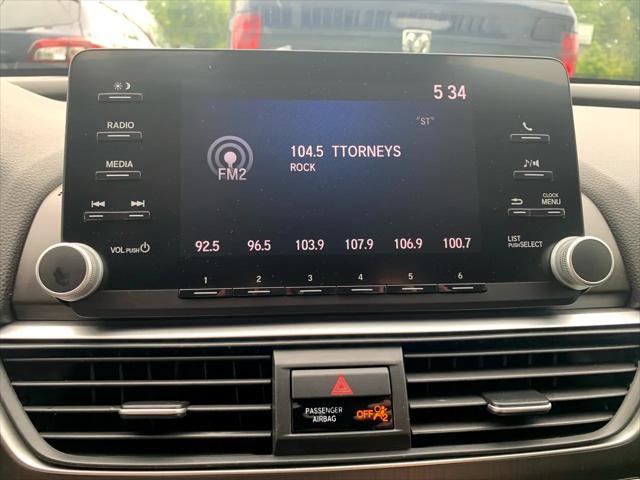 5 34
RADIO
"ST"
104.5 TTORNEYS
ROCK
MEDIA
FM2
CLOCK
MENU
VOL PUSH
LIST
PUSH SELECT
92.5 96.5 103.9 107.9 106.9 100.7
1 2 3 4 5 6
PASSENGER
AIRBAG
OFF
2